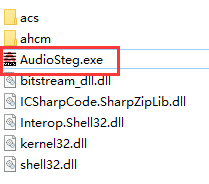 acs
ahcm
AudioSteg.exe
bitstream_dll.dll
ICSharpCode.SharpZipLib.dll
Interop.Shell32.dll
kernel32.dll
shell32.dll